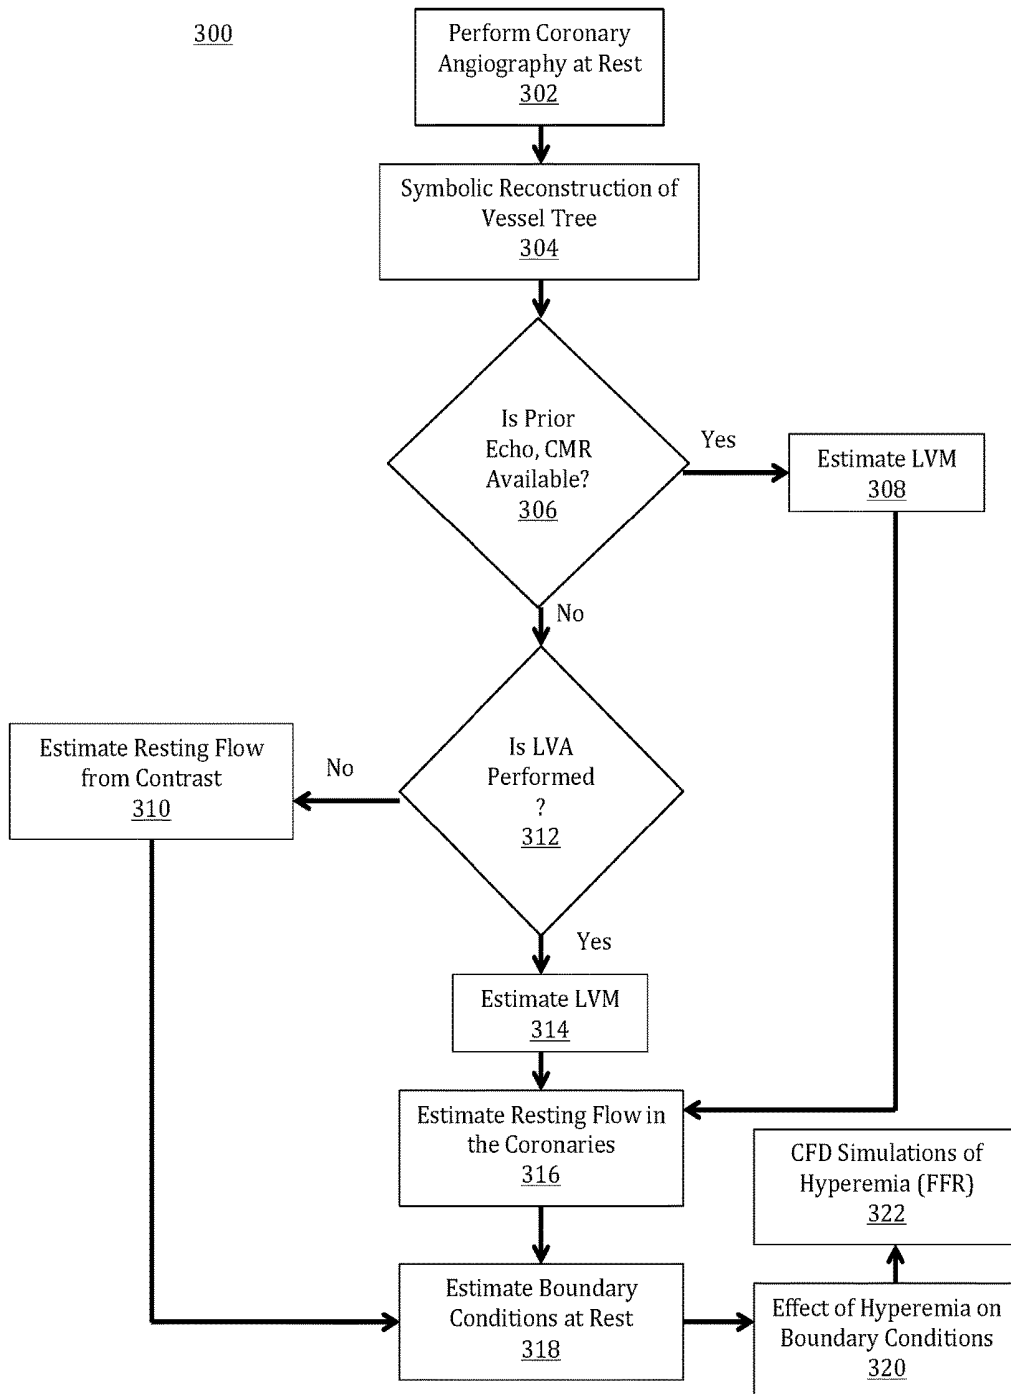 300
Perform Coronary
Angiography at Rest
302
Symbolic Reconstruction of
Vessel Tree
304
Is Prior
Echo, CMR
Available?
306
Yes
Estimate LVM
308
No
Estimate Resting Flow
from Contrast
310
No
Is LVA
Performed
?
312
Yes
Estimate LVM
314
Estimate Resting Flow in
the Coronaries
316
CFD Simulations of
Hyperemia (FFR)
322
Estimate Boundary
Conditions at Rest
318
Effect of Hyperemia on
Boundary Conditions
320